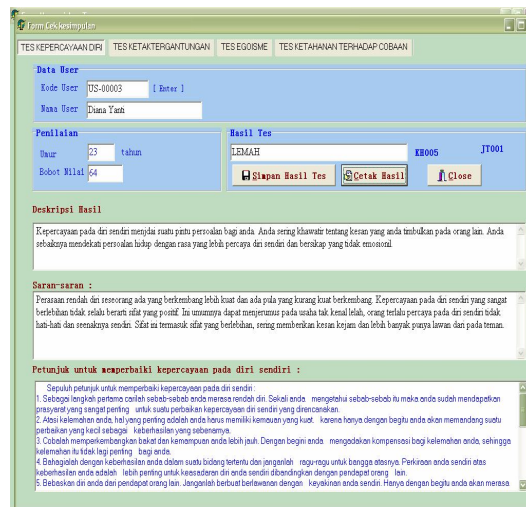 Form Cek kesimpulan
TES KEPERCAYAAN DIRI TES KETAKTERGANTUNGAN TES EGOISME TES KETAHANAN TERHADAP COBAAN
Data User
Kode User US-00003 [ Enter ]
Nama User Diana Yanti
Penilaian
Umur 23 tahun
Bobot Nilai 64
Hasil Tes
LEMAH KH005 JT001
Simpan Hasil Tes Cetak Hasil Close
Deskripsi Hasil
Kepercayaan pada diri sendiri menjdai suatu pintu persoalan bagi anda. Anda sering khawatir tentang kesan yang anda timbulkan pada orang lain. Anda
sebaiknya mendekati persoalan hidup dengan rasa yang lebih percaya diri sendiri dan bersikap yang tidak emosionil
Saran-saran :
Perasaan rendah diri seseorang ada yang berkembang lebih kuat dan ada pula yang kurang kuat berkembang. Kepercayaan pada diri sendiri yang sangat
berlebihan tidak selalu berarti sifat yang positif. Ini umumnya dapat menjerumus pada usaha tak kenal lelah, orang terlalu percaya pada diri sendiri tidak
hati-hati dan seenaknya sendiri. Sifat ini termasuk sifat yang berlebihan, sering memberikan kesan kejam dan lebih banyak punya lawan dari pada teman.
Petunjuk untuk memperbaiki kepercayaan pada diri sendiri :
Sepuluh petunjuk untuk memperbaiki kepercayaan pada diri sendiri :
1. Sebagai langkah pertama carilah sebab-sebab anda merasa rendah diri. Sekali anda mengetahui sebab-sebab itu maka anda sudah mendapatkan
prasyarat yang sangat penting untuk suatu perbaikan kepercayaan diri sendiri yang direncanakan.
2. Atasi kelemahan anda, hal yang penting adalah anda harus memiliki kemauan yang kuat. karena hanya dengan begitu anda akan memandang suatu
perbaikan yang kecil sebagai keberhasilan yang sebenarnya.
3. Cobalah memperkembangkan bakat dan kemampuan anda lebih jauh. Dengan begini anda mengadakan kompensasi bagi kelemahan anda, sehingga
kelemahan itu tidak lagi penting bagi anda.
4. Bahagialah dengan keberhasilan anda dalam suatu bidang tertentu dan janganlah ragu-ragu untuk bangga atasnya. Perkiraan anda sendiri atas
keberhasilan anda adalah lebih penting untuk keasadaran diri anda sendiri dibandingkan dengan pendapat orang lain.
5. Bebaskan diri anda dari pendapat orang lain. Janganlah berbuat berlawanan dengan keyakinan anda sendiri. Hanya dengan begitu anda akan merasa